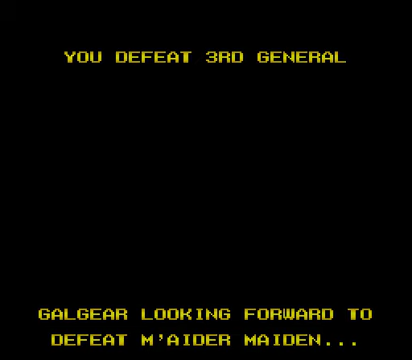 YOU DEFEAT 3RD GENERAL
GALGEAR LOOKING FORWARD TO
DEFEAT M'AIDER MAIDEN...